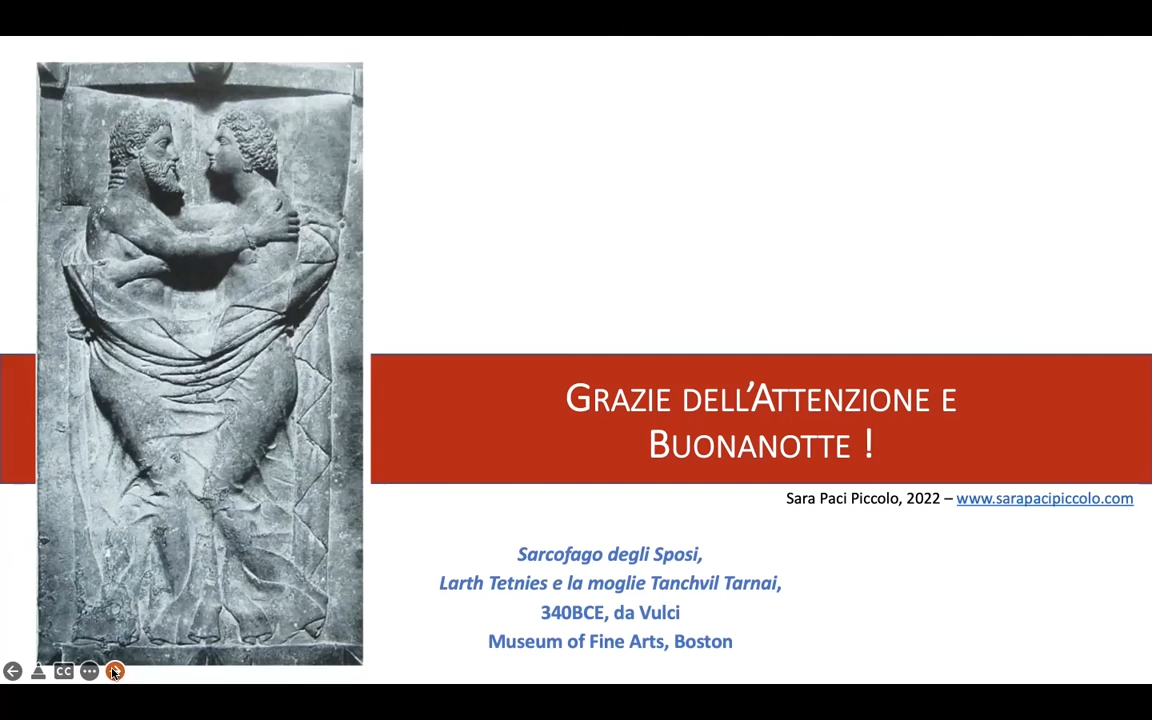 Grazie dell’Attenzione e
Buonanotte !
Sara Paci Piccolo, 2022 – www.sarapacipiccolo.com
Sarcofago degli Sposi,
Larth Tetnies e la moglie Tanchvil Tarnai,
340BCE, da Vulci
Museum of Fine Arts, Boston
CC